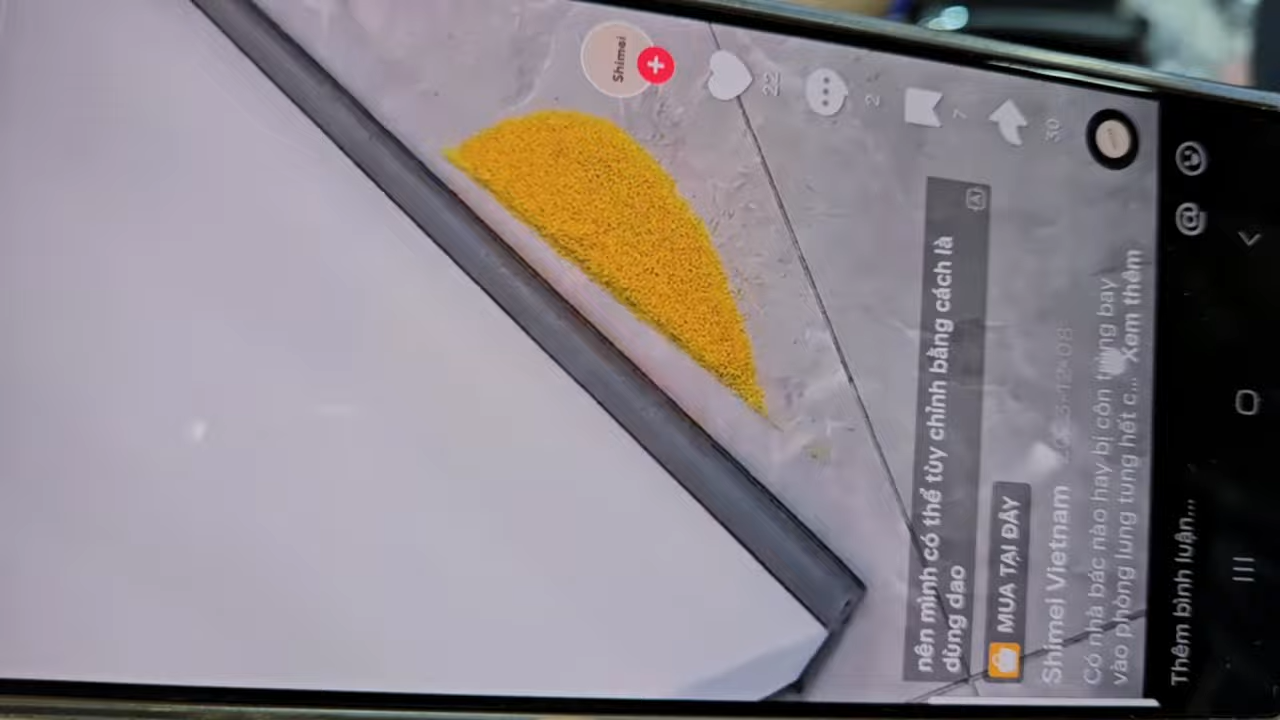 Shimei
22
2
7
30
nên mình có thể tùy chỉnh bằng cách là
dùng dao
MUA TẠI ĐÂY
Shimei Vietnam
Có nhà bác nào hay bị côn trùng bay
vào phòng lung tung hết c... Xem thêm
Thêm bình luận...
@